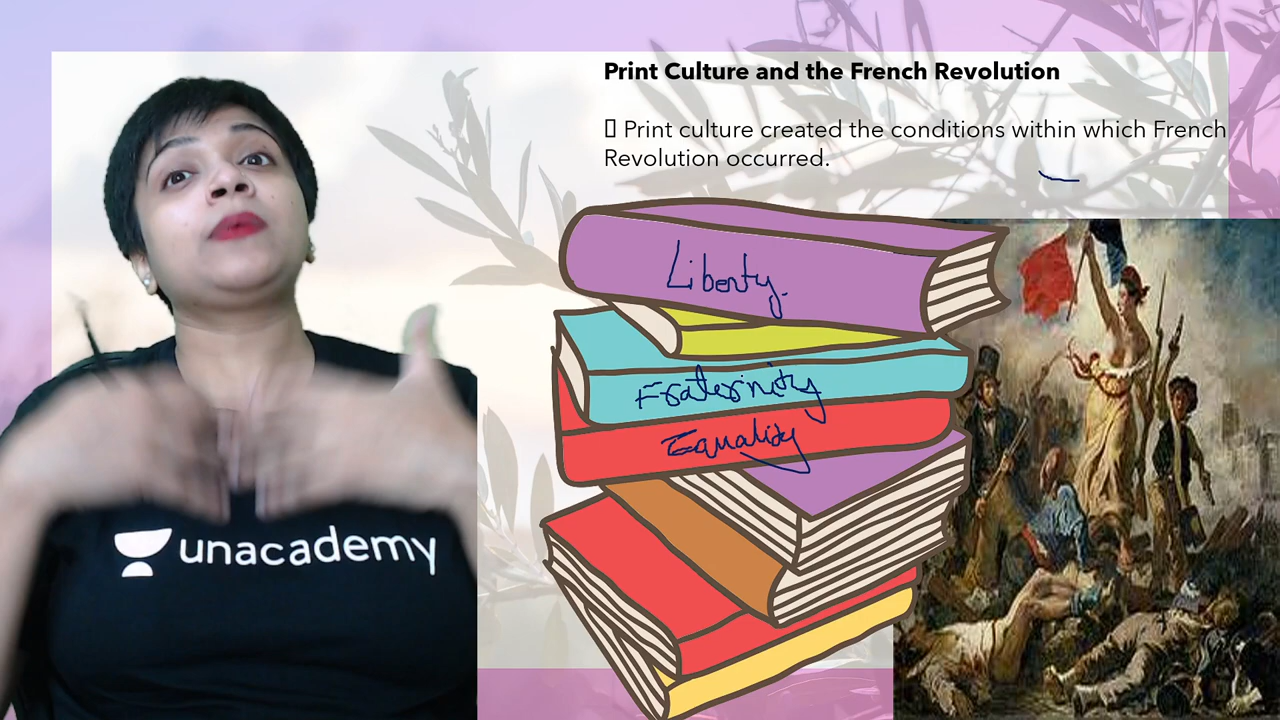 Print Culture and the French Revolution
Print culture created the conditions within which French
Revolution occurred.
Liberty.
Fraternity
Equality
unacademy